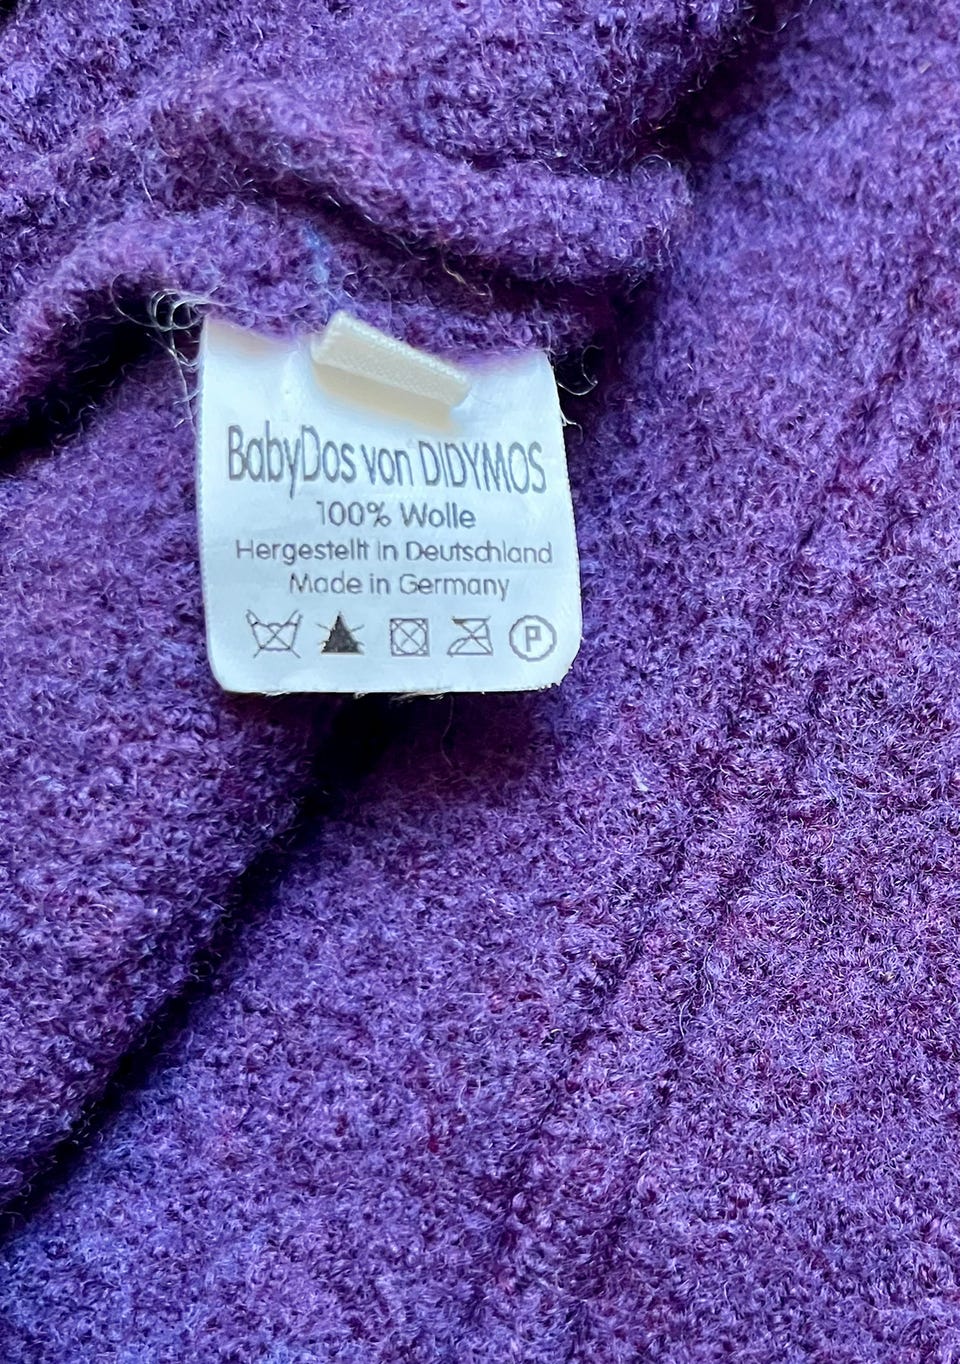 BabyDos von DIDYMOS
100% Wolle
Hergestellt in Deutschland
Made in Germany
P